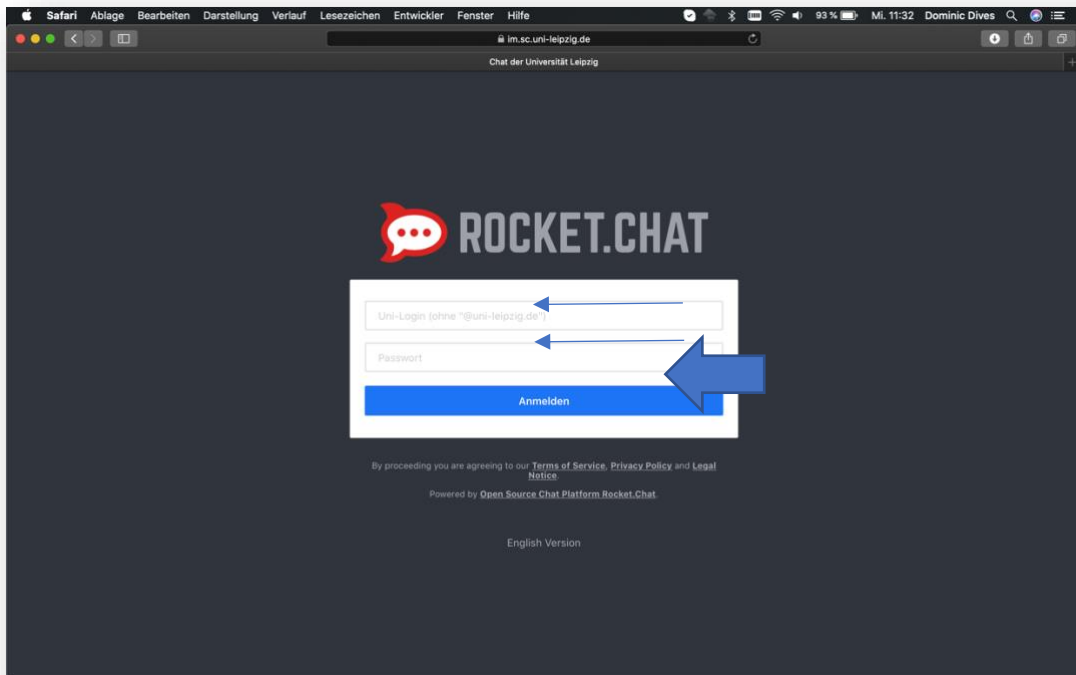 Safari Ablage Bearbeiten Darstellung Verlauf Lesezeichen Entwickler Fenster Hilfe 93 % Mi. 11:32 Dominic Dives
im.sc.uni-leipzig.de
Chat der Universität Leipzig
ROCKET.CHAT
Uni-Login (ohne "@uni-leipzig.de")
Passwort
Anmelden
By proceeding you are agreeing to our Terms of Service, Privacy Policy and Legal
Notice.
Powered by Open Source Chat Platform Rocket.Chat.
English Version